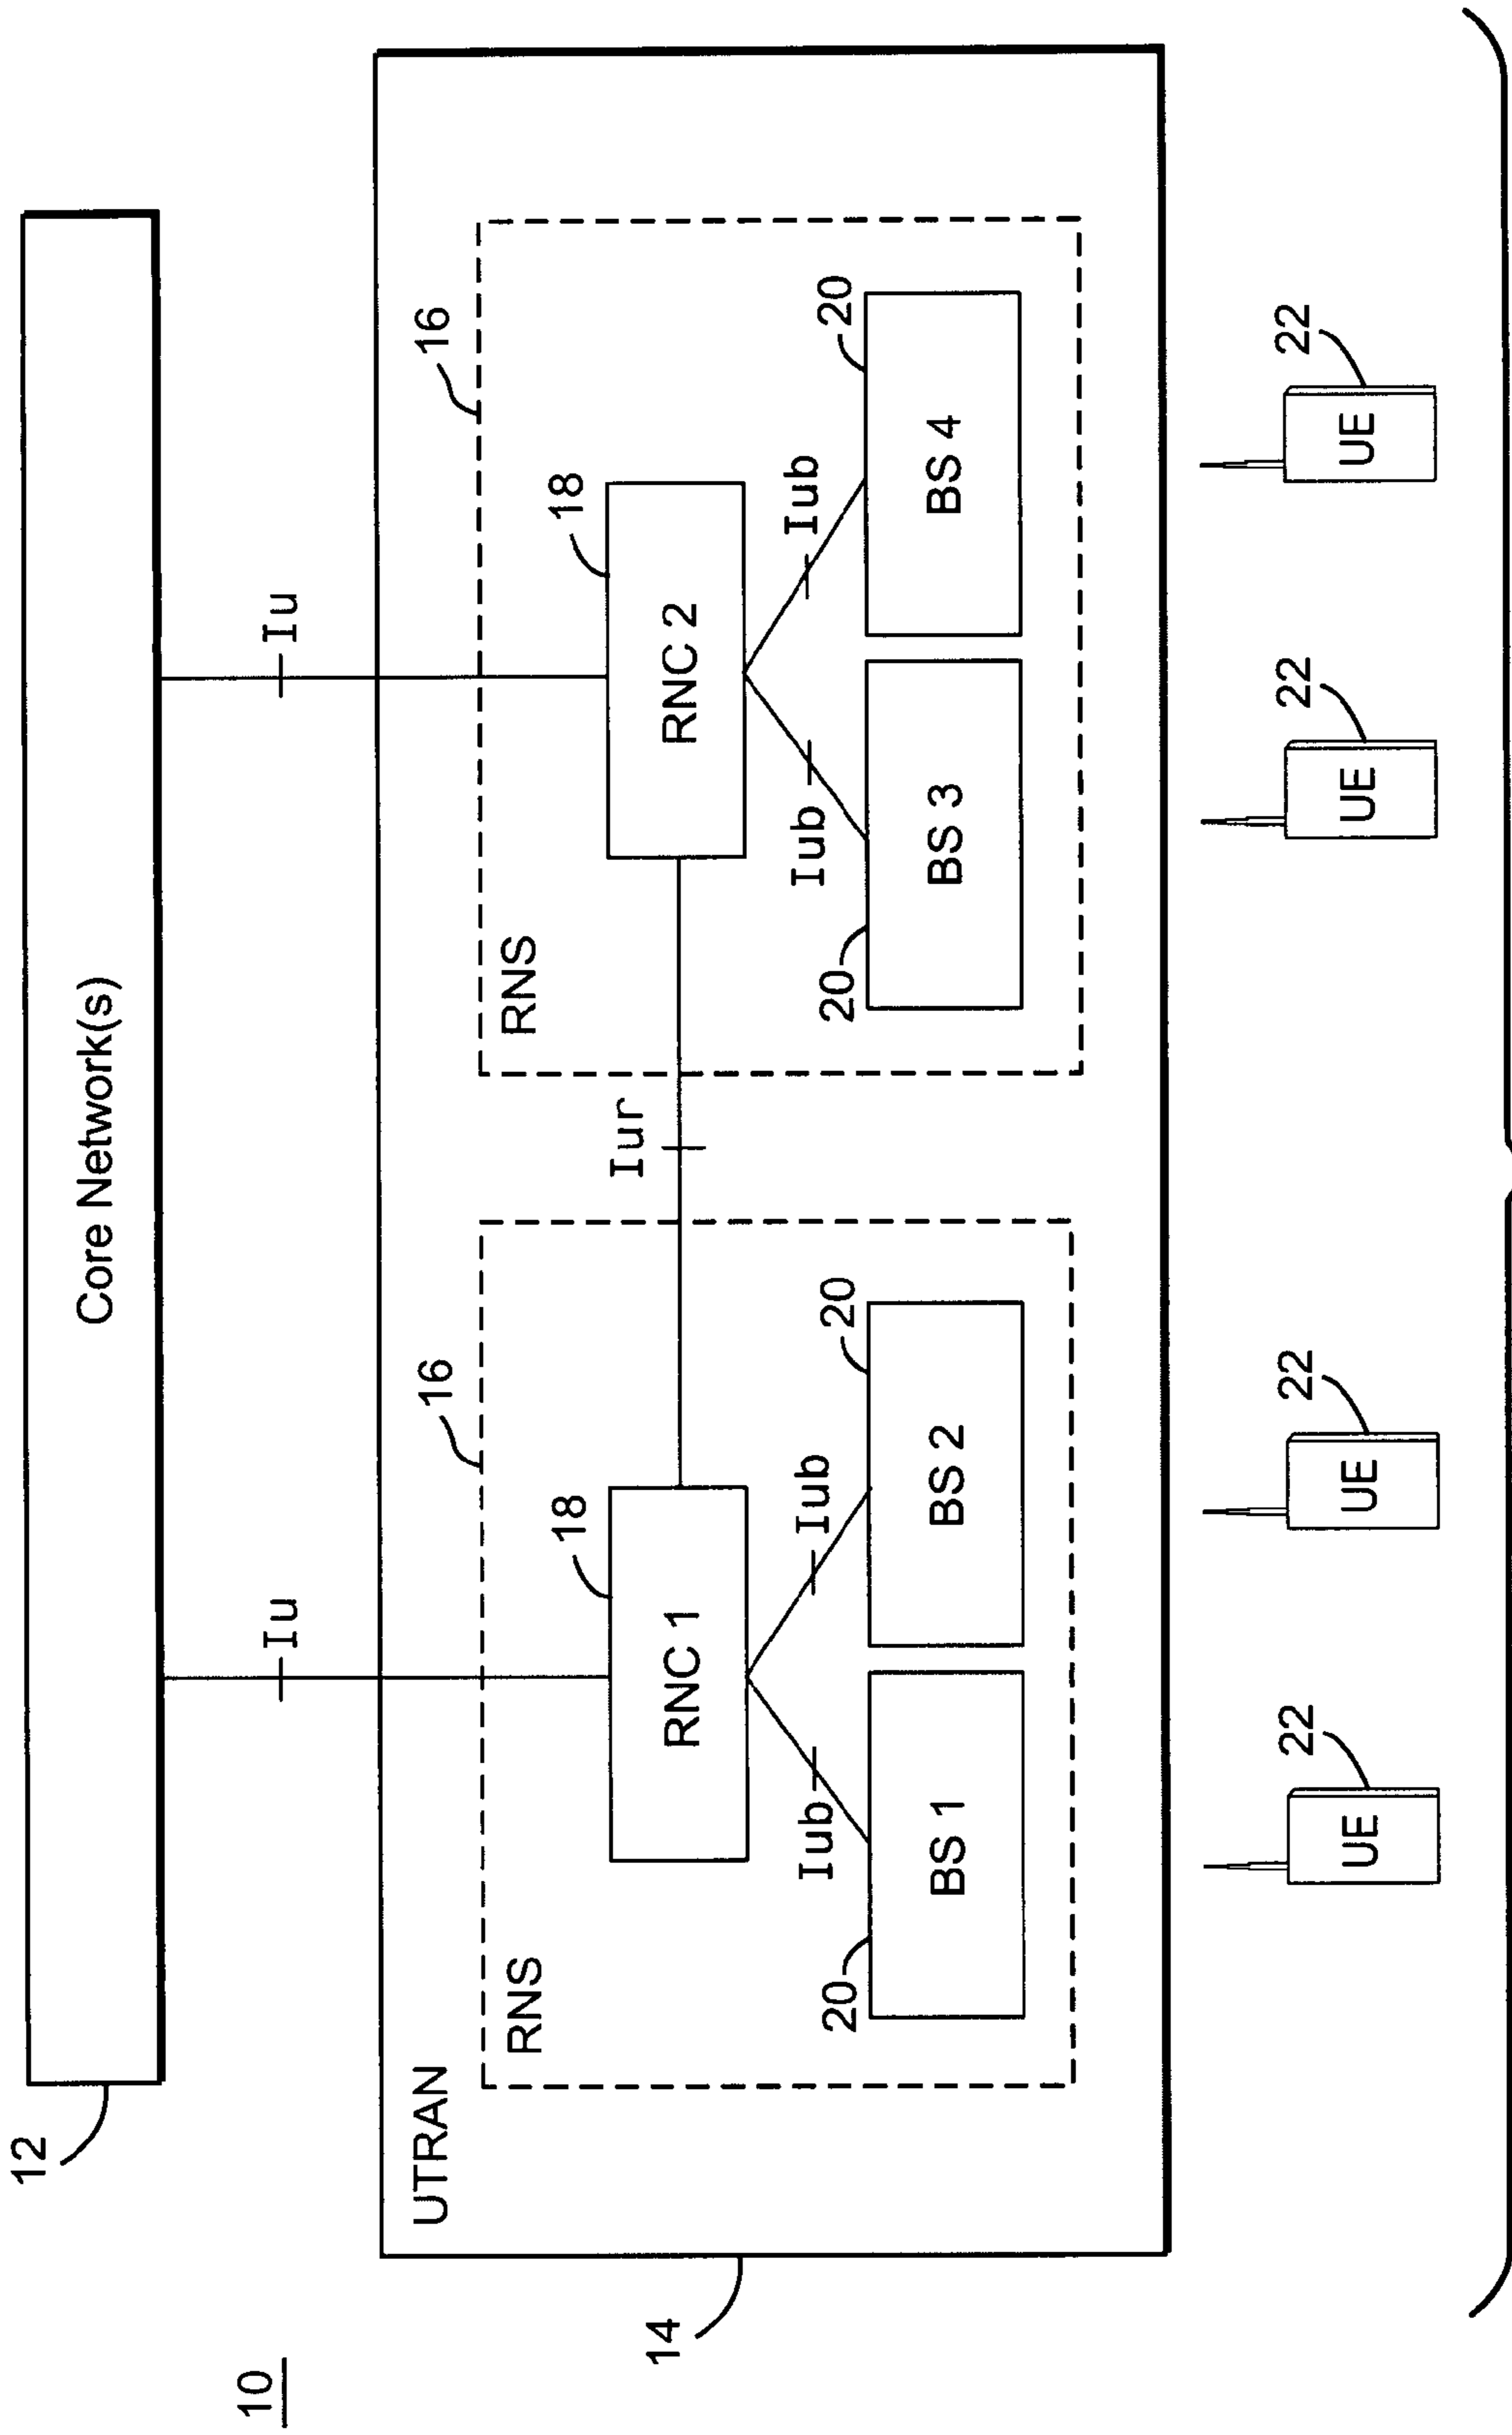 10
12
Core Network(s)
Iu
Iu
14
UTRAN
16
16
RNS
RNS
18
18
RNC 1
Iur
RNC 2
Iub
Iub
Iub
Iub
20
20
20
20
BS 1
BS 2
BS 3
BS 4
22
22
22
22
UE
UE
UE
UE